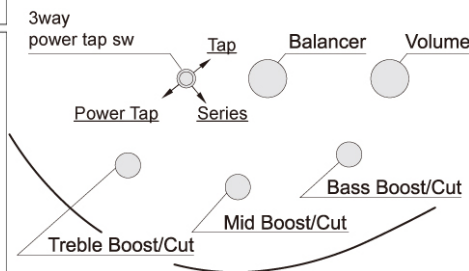 3way
power tap sw
Tap
Balancer
Volume
Power Tap
Series
Bass Boost/Cut
Mid Boost/Cut
Treble Boost/Cut